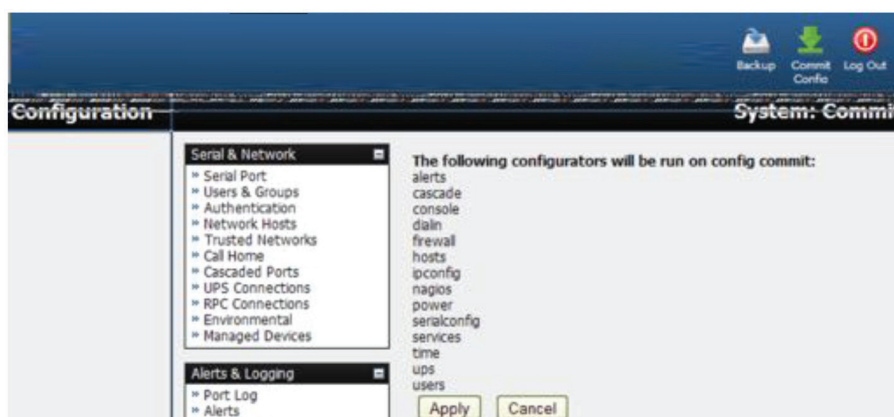 Backup
Commit Config
Log Out
Configuration
System: Commi
Serial & Network
» Serial Port
» Users & Groups
» Authentication
» Network Hosts
» Trusted Networks
» Call Home
» Cascaded Ports
» UPS Connections
» RPC Connections
» Environmental
» Managed Devices
Alerts & Logging
» Port Log
» Alerts
The following configurators will be run on config commit:
alerts
cascade
console
dialin
firewall
hosts
ipconfig
nagios
power
serialconfig
services
time
ups
users
Apply
Cancel